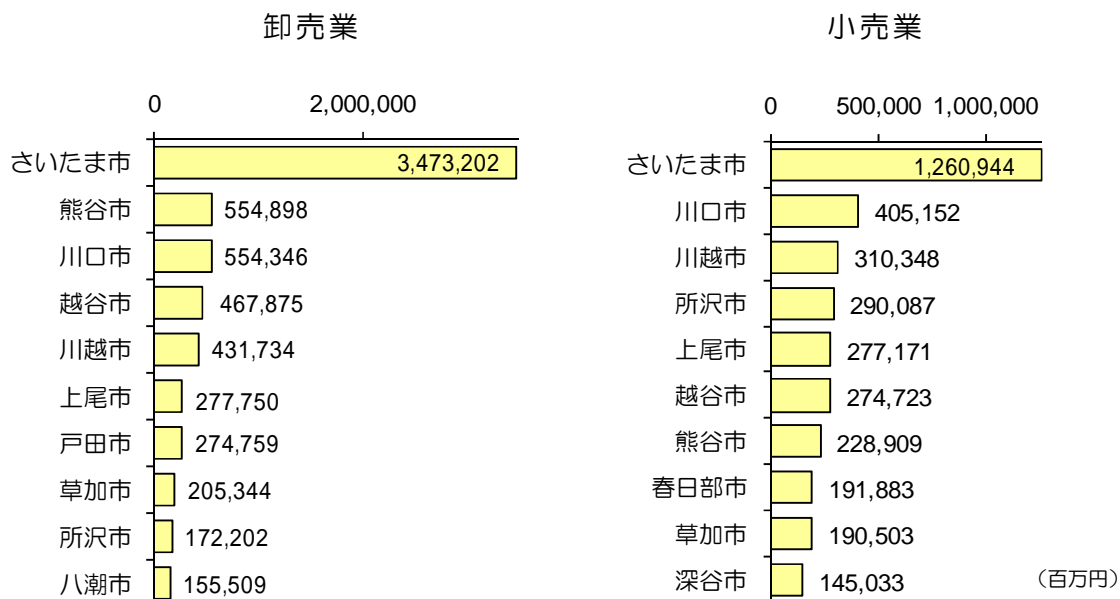 卸売業
0 2,000,000
さいたま市 3,473,202
熊谷市 554,898
川口市 554,346
越谷市 467,875
川越市 431,734
上尾市 277,750
戸田市 274,759
草加市 205,344
所沢市 172,202
八潮市 155,509
小売業
0 500,000 1,000,000
さいたま市 1,260,944
川口市 405,152
川越市 310,348
所沢市 290,087
上尾市 277,171
越谷市 274,723
熊谷市 228,909
春日部市 191,883
草加市 190,503
深谷市 145,033
（百万円）